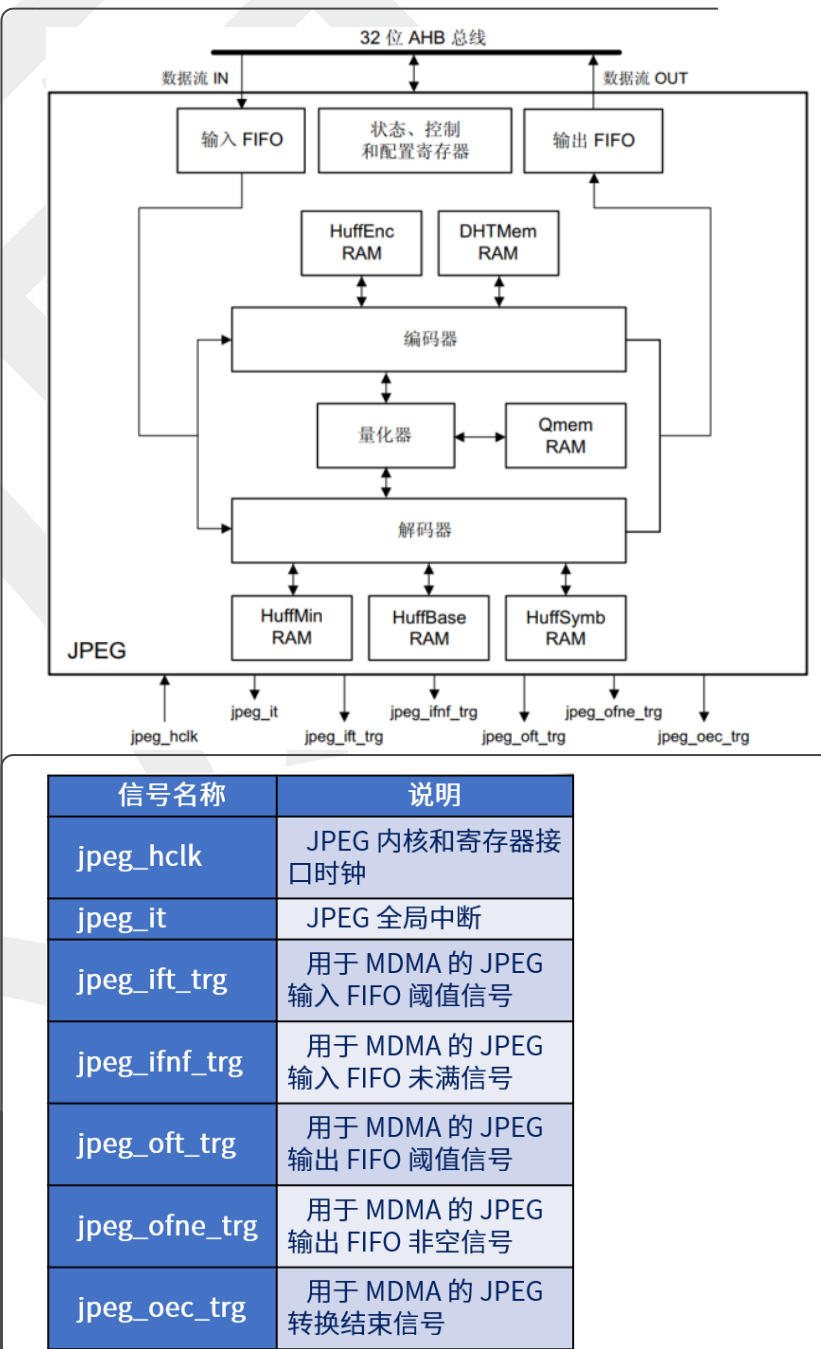 32 位 AHB 总线
数据流 IN
数据流 OUT
输入 FIFO
状态、控制
和配置寄存器
输出 FIFO
HuffEnc
RAM
DHTMem
RAM
编码器
量化器
Qmem
RAM
解码器
HuffMin
RAM
HuffBase
RAM
HuffSymb
RAM
JPEG
jpeg_hclk
jpeg_it
jpeg_ift_trg
jpeg_ifnf_trg
jpeg_oft_trg
jpeg_ofne_trg
jpeg_oec_trg
信号名称
说明
jpeg_hclk
JPEG 内核和寄存器接
口时钟
jpeg_it
JPEG 全局中断
jpeg_ift_trg
用于 MDMA 的 JPEG
输入 FIFO 阈值信号
jpeg_ifnf_trg
用于 MDMA 的 JPEG
输入 FIFO 未满信号
jpeg_oft_trg
用于 MDMA 的 JPEG
输出 FIFO 阈值信号
jpeg_ofne_trg
用于 MDMA 的 JPEG
输出 FIFO 非空信号
jpeg_oec_trg
用于 MDMA 的 JPEG
转换结束信号